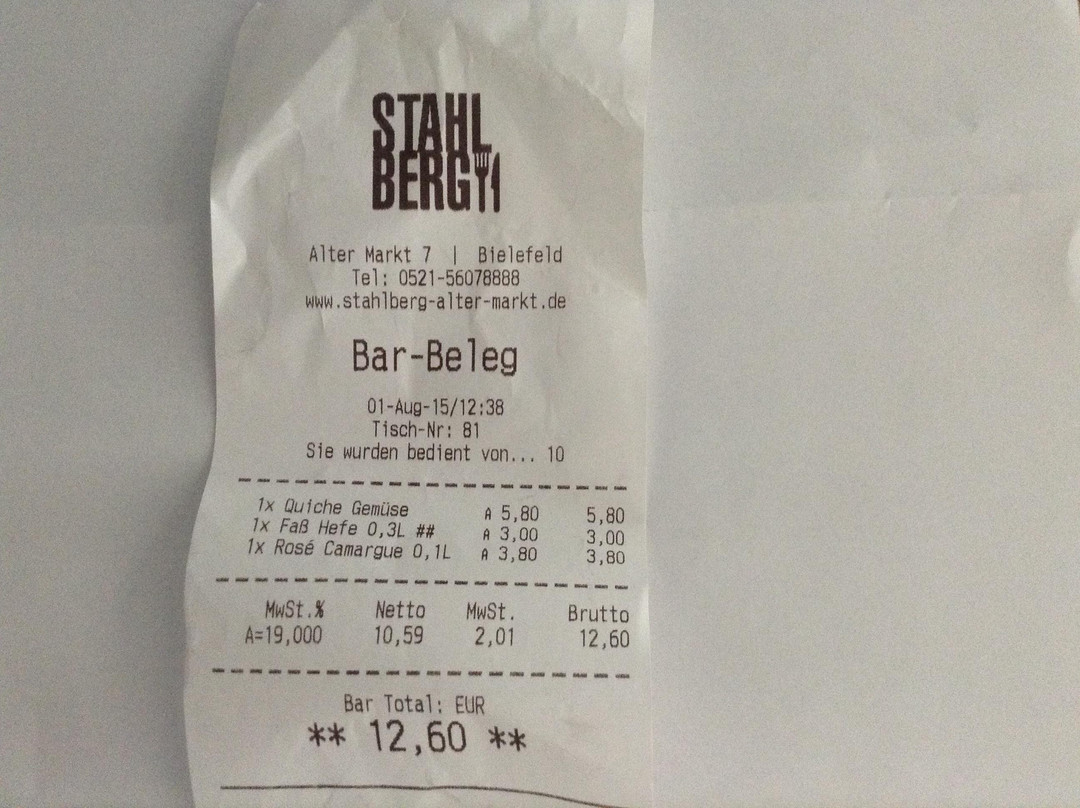 STAHL
BERG
Alter Markt 7 | Bielefeld
Tel: 0521-56078888
www.stahlberg-alter-markt.de
Bar-Beleg
01-Aug-15/12:38
Tisch-Nr: 81
Sie wurden bedient von... 10
1x Quiche Gemüse A 5,80 5,80
1x Faß Hefe 0,3L ## A 3,00 3,00
1x Rosé Camargue 0,1L A 3,80 3,80
MwSt.% Netto MwSt. Brutto
A=19,000 10,59 2,01 12,60
Bar Total: EUR
** 12,60 **